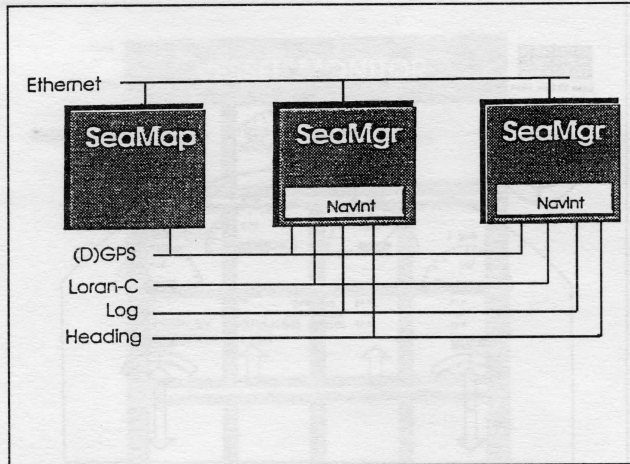 Ethernet
SeaMap
SeaMgr
SeaMgr
NavInt
NavInt
(D)GPS
Loran-C
Log
Heading